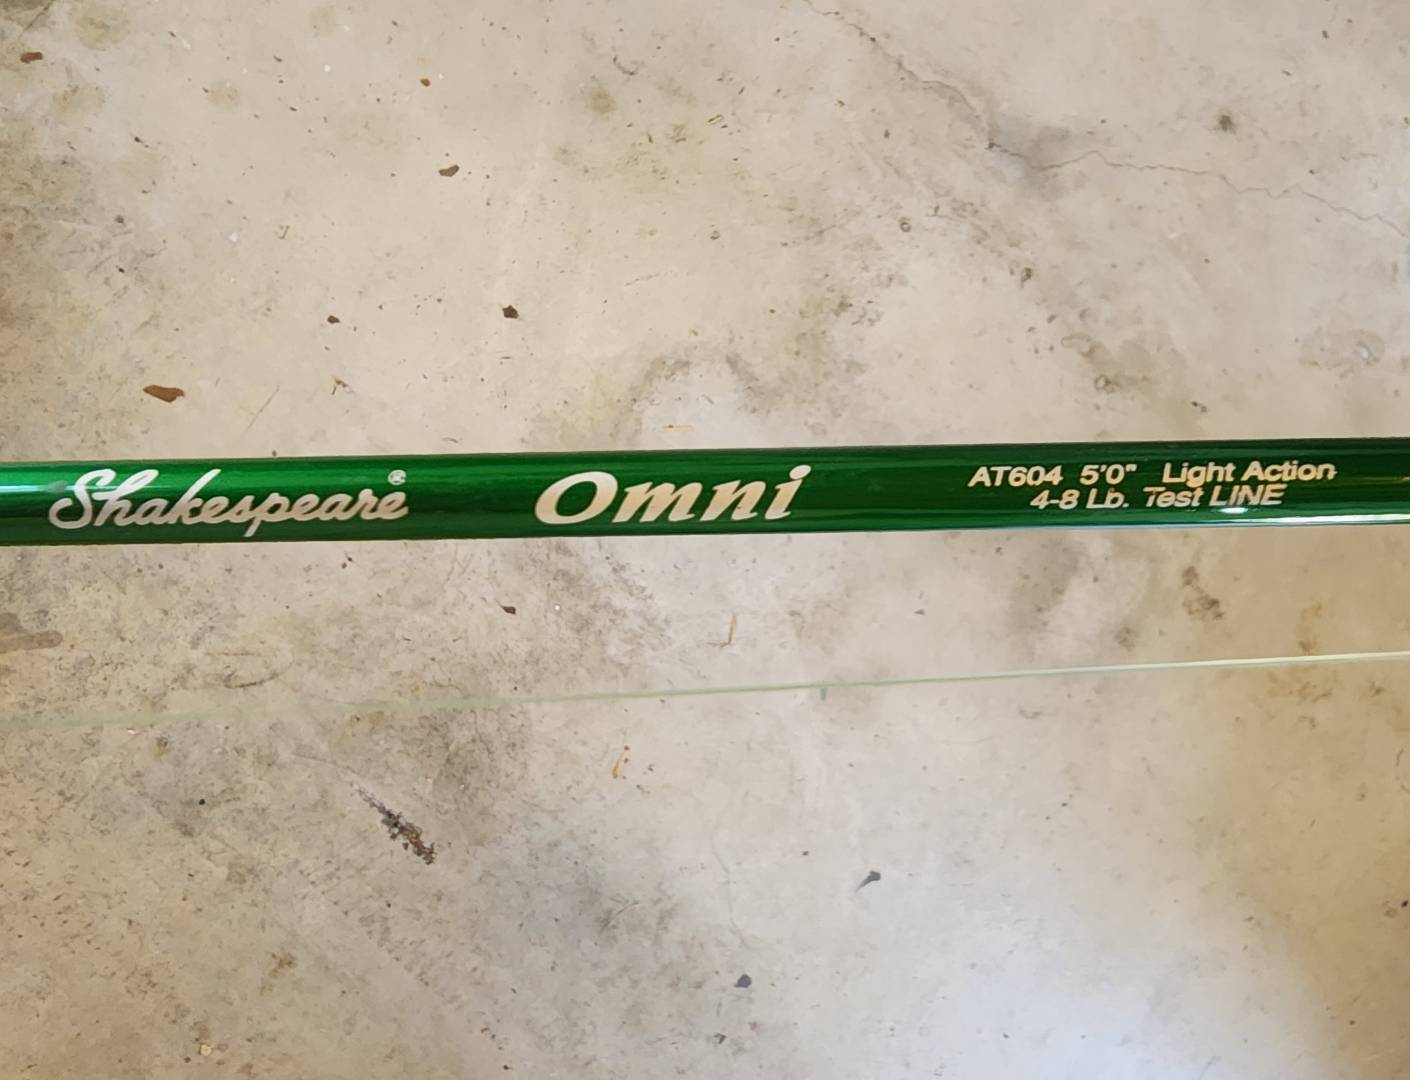 Shakespeare® Omni AT604 5'0" Light Action
4-8 Lb. Test LINE